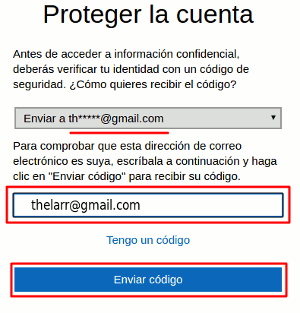 Proteger la cuenta
Antes de acceder a información confidencial,
deberás verificar tu identidad con un código de
seguridad. ¿Cómo quieres recibir el código?
Enviar a th*****@gmail.com
Para comprobar que esta dirección de correo
electrónico es suya, escríbala a continuación y haga
clic en "Enviar código" para recibir su código.
thelarr@gmail.com
Tengo un código
Enviar código